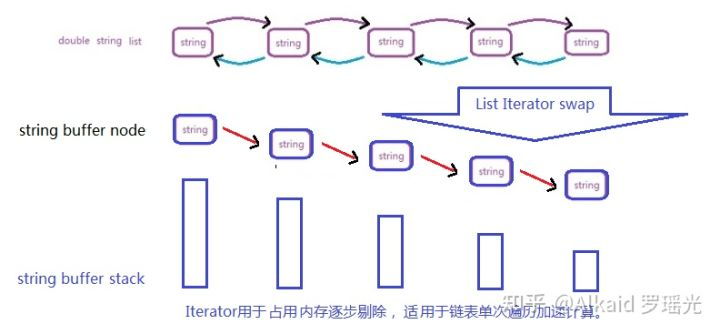 double string list
string string string string string
List Iterator swap
string buffer node
string string string string string
string buffer stack
Iterator用于占用内存逐步剔除，适用于链表单次遍历加速计算。
知乎 @Alkaid 罗瑶光